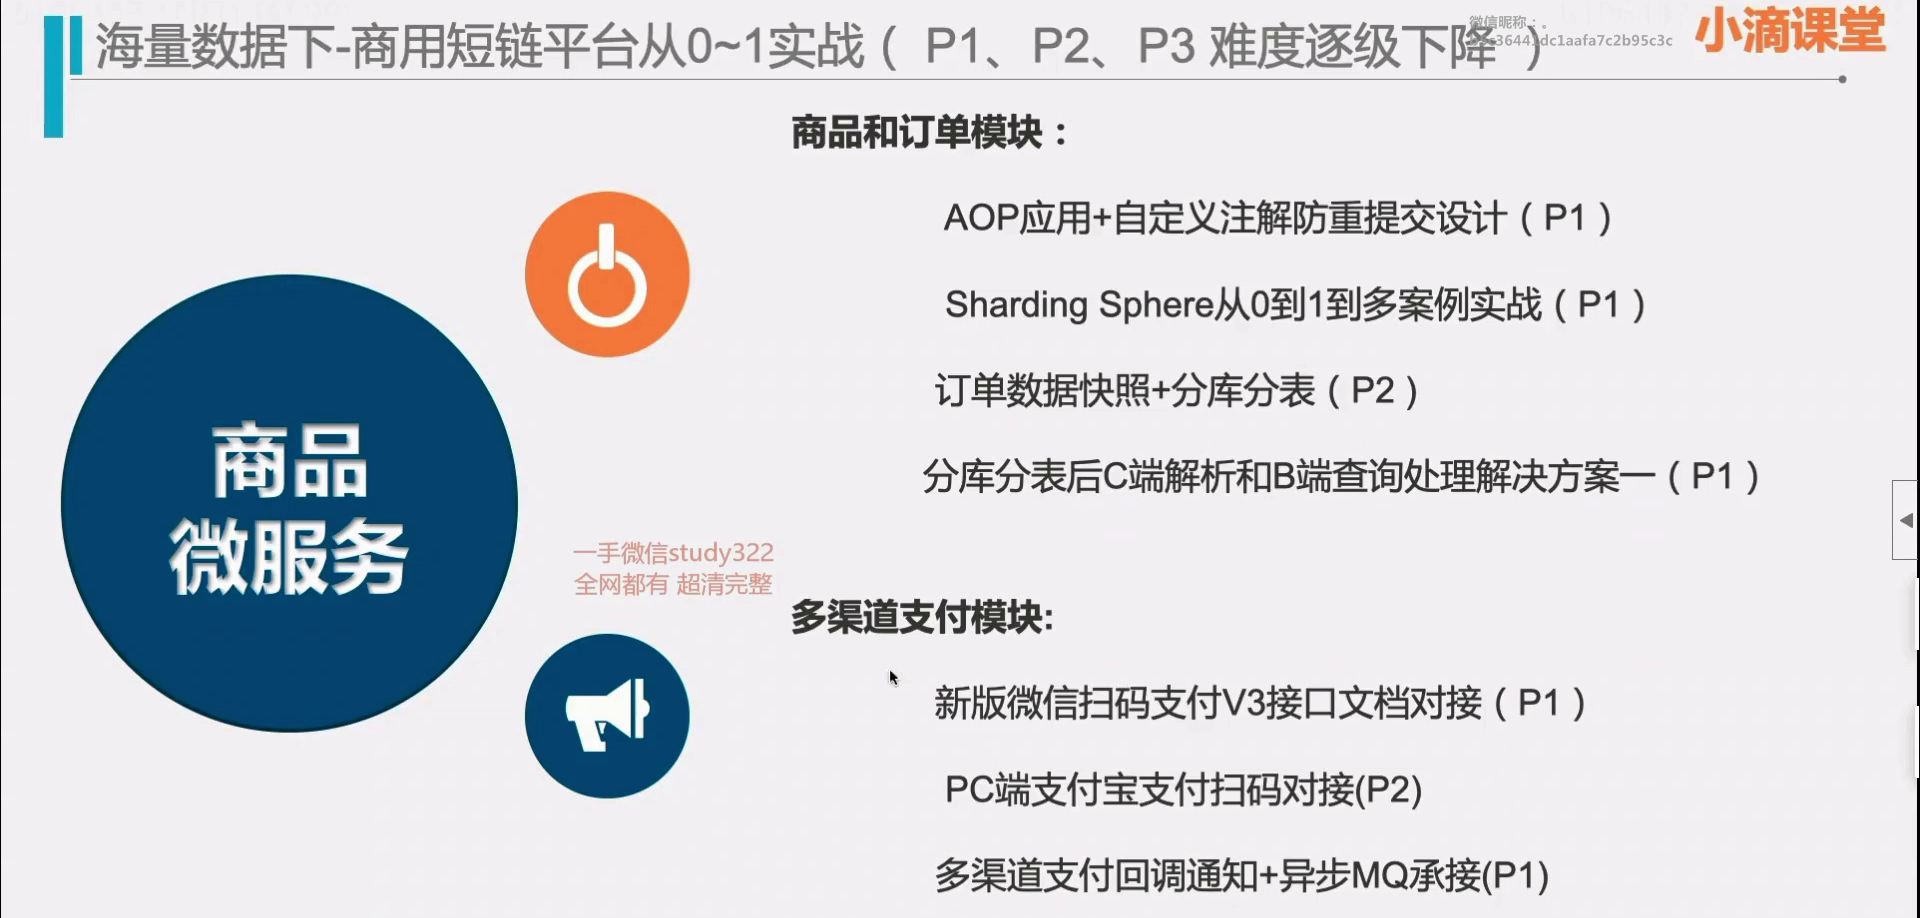 海量数据下-商用短链平台从0~1实战（ P1、P2、P3 难度逐级下降 ）
微信昵称：。
小滴课堂
商品和订单模块：
AOP应用+自定义注解防重提交设计（P1 ）
Sharding Sphere从0到1到多案例实战（P1 ）
订单数据快照+分库分表（P2 ）
分库分表后C端解析和B端查询处理解决方案一（P1 ）
商品
微服务
一手微信study322
全网都有 超清完整
多渠道支付模块:
新版微信扫码支付V3接口文档对接（P1 ）
PC端支付宝支付扫码对接(P2)
多渠道支付回调通知+异步MQ承接(P1)